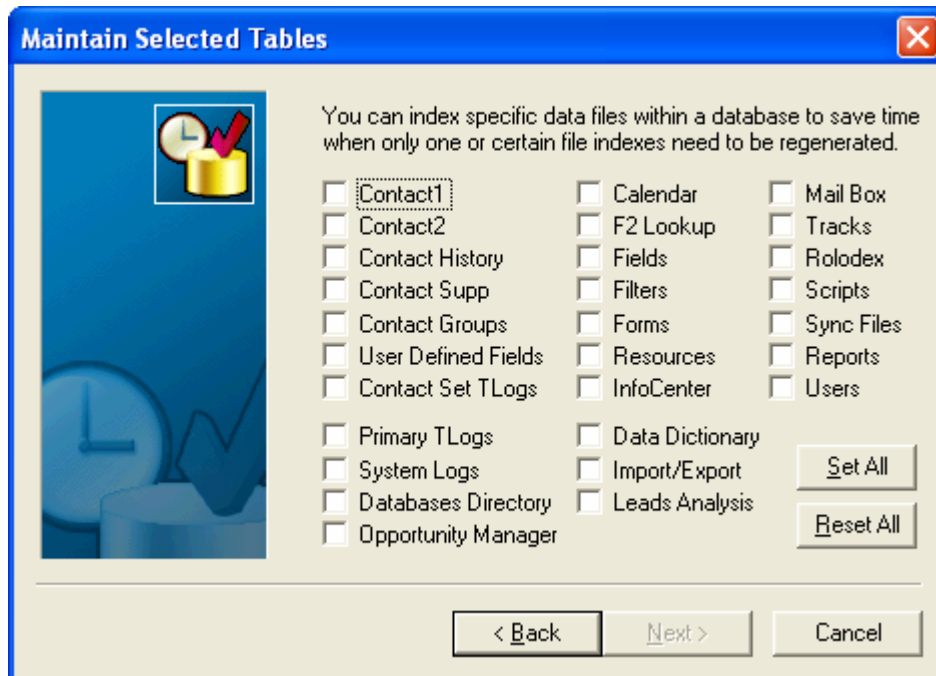 Maintain Selected Tables
You can index specific data files within a database to save time
when only one or certain file indexes need to be regenerated.
Contact1
Contact2
Contact History
Contact Supp
Contact Groups
User Defined Fields
Contact Set TLogs
Primary TLogs
System Logs
Databases Directory
Opportunity Manager
Calendar
F2 Lookup
Fields
Filters
Forms
Resources
InfoCenter
Data Dictionary
Import/Export
Leads Analysis
Mail Box
Tracks
Rolodex
Scripts
Sync Files
Reports
Users
Set All
Reset All
< Back
Next >
Cancel